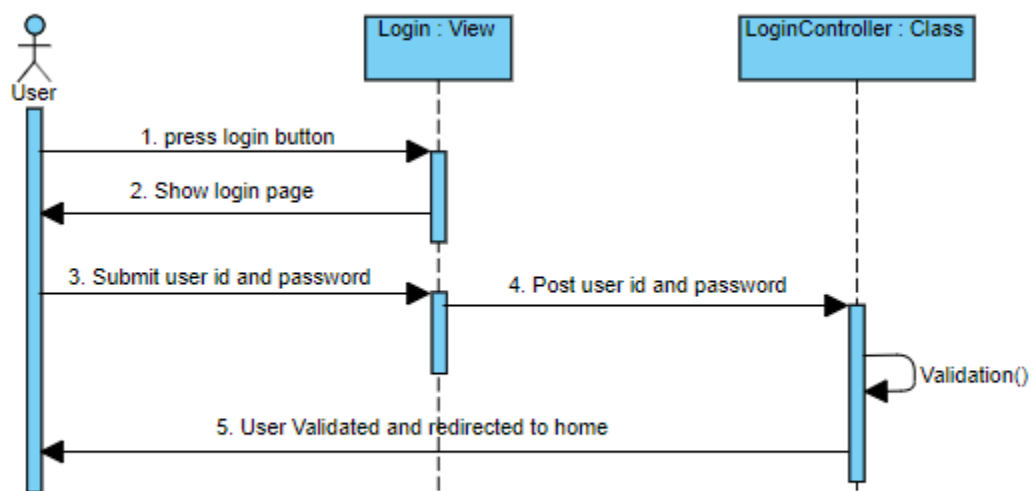 Login : View
LoginController : Class
User
1. press login button
2. Show login page
3. Submit user id and password
4. Post user id and password
Validation()
5. User Validated and redirected to home